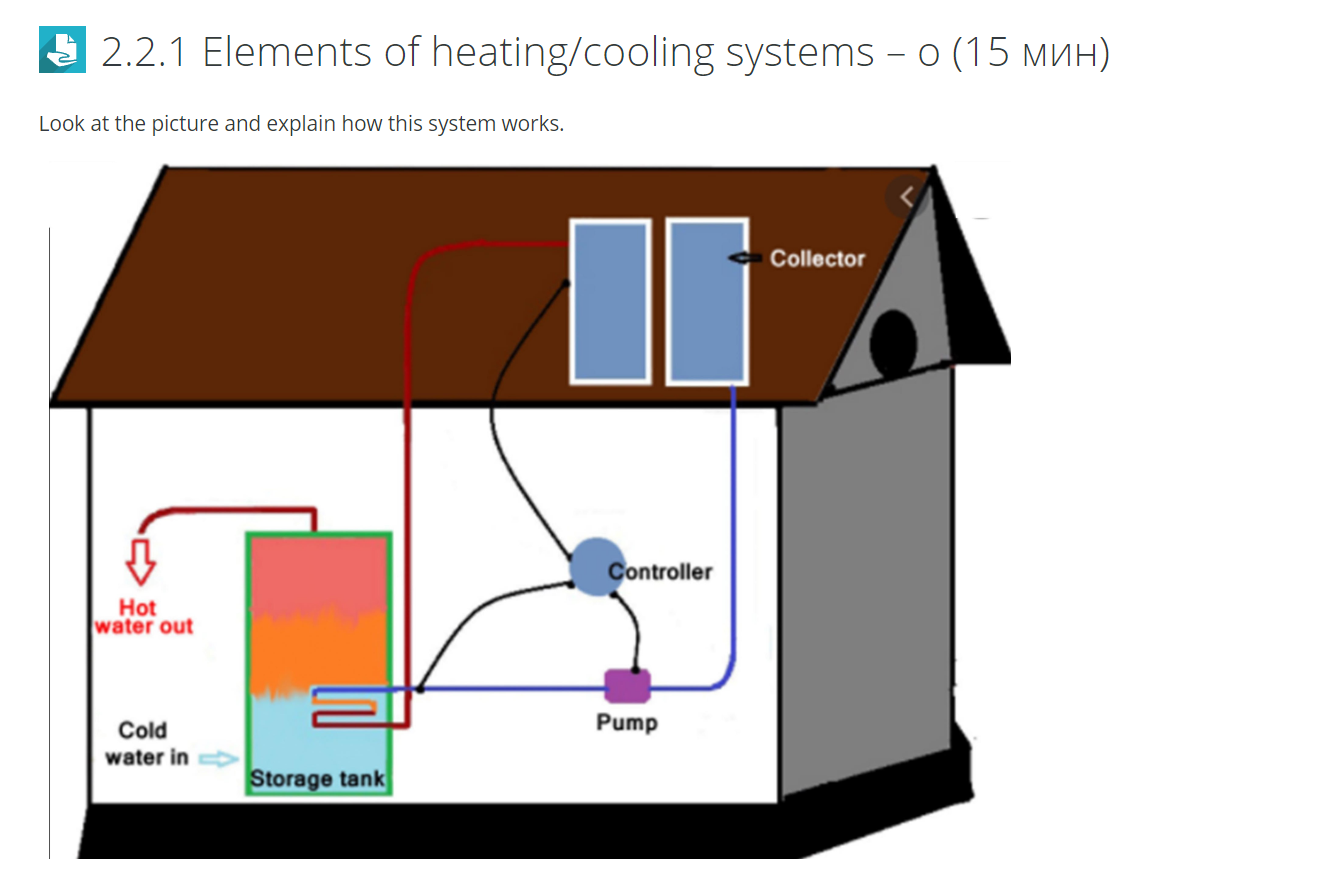 2.2.1 Elements of heating/cooling systems – о (15 мин)
Look at the picture and explain how this system works.
Collector
Controller
Hot
water out
Pump
Cold
water in
Storage tank